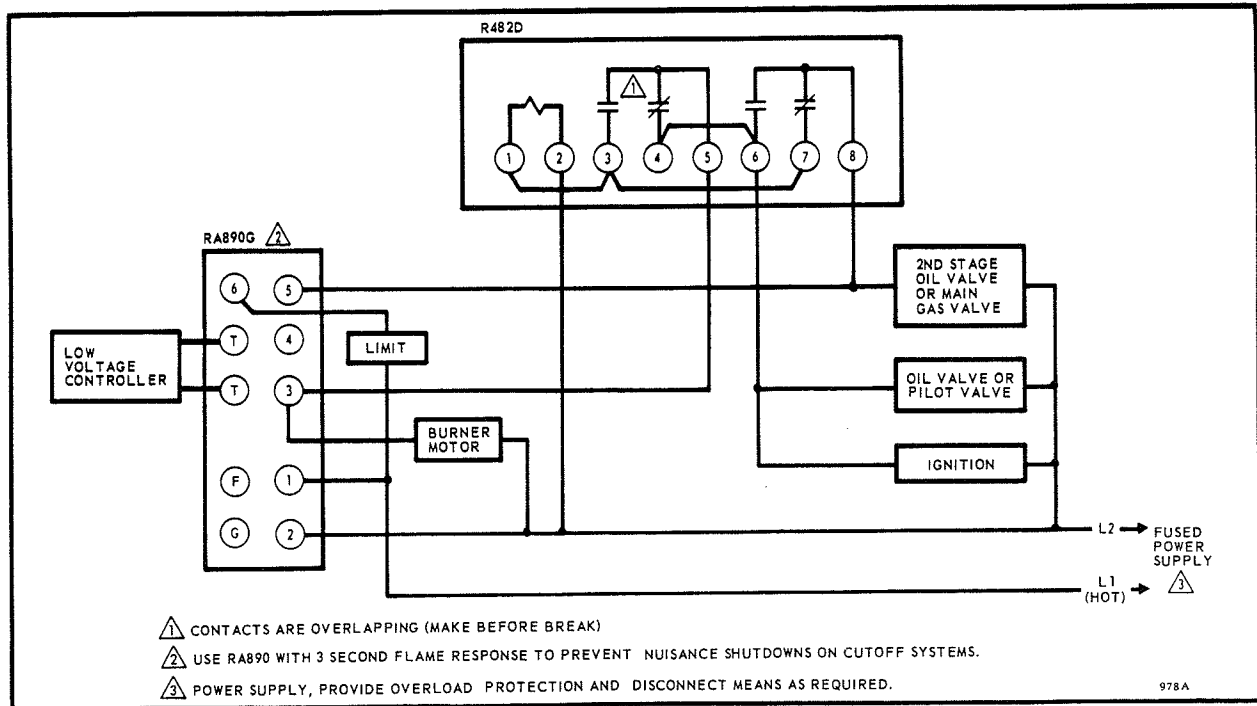 R482D
1
1 2 3 4 5 6 7 8
RA890G 2
6 5
T 4
T 3
F 1
G 2
LOW
VOLTAGE
CONTROLLER
LIMIT
BURNER
MOTOR
2ND STAGE
OIL VALVE
OR MAIN
GAS VALVE
OIL VALVE OR
PILOT VALVE
IGNITION
L2
FUSED
POWER
SUPPLY
3
L1
(HOT)
1 CONTACTS ARE OVERLAPPING (MAKE BEFORE BREAK)
2 USE RA890 WITH 3 SECOND FLAME RESPONSE TO PREVENT NUISANCE SHUTDOWNS ON CUTOFF SYSTEMS.
3 POWER SUPPLY, PROVIDE OVERLOAD PROTECTION AND DISCONNECT MEANS AS REQUIRED.
978A